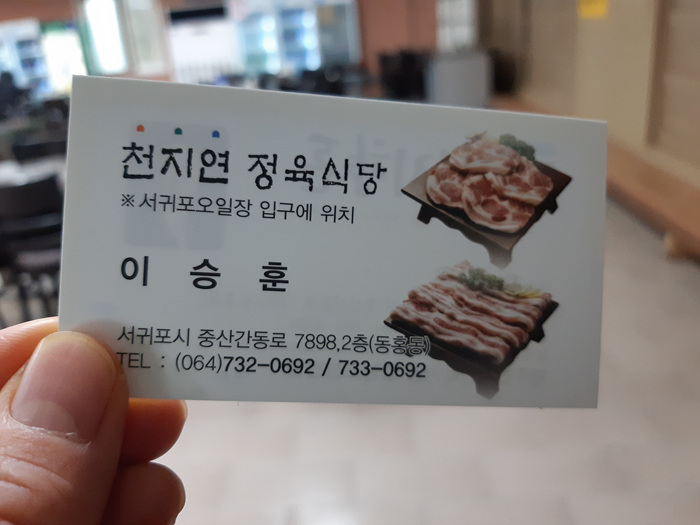 천지연 정육식당
※서귀포오일장 입구에 위치
이 승 훈
서귀포시 중산간동로 7898,2층(동홍동)
TEL : (064)732-0692 / 733-0692